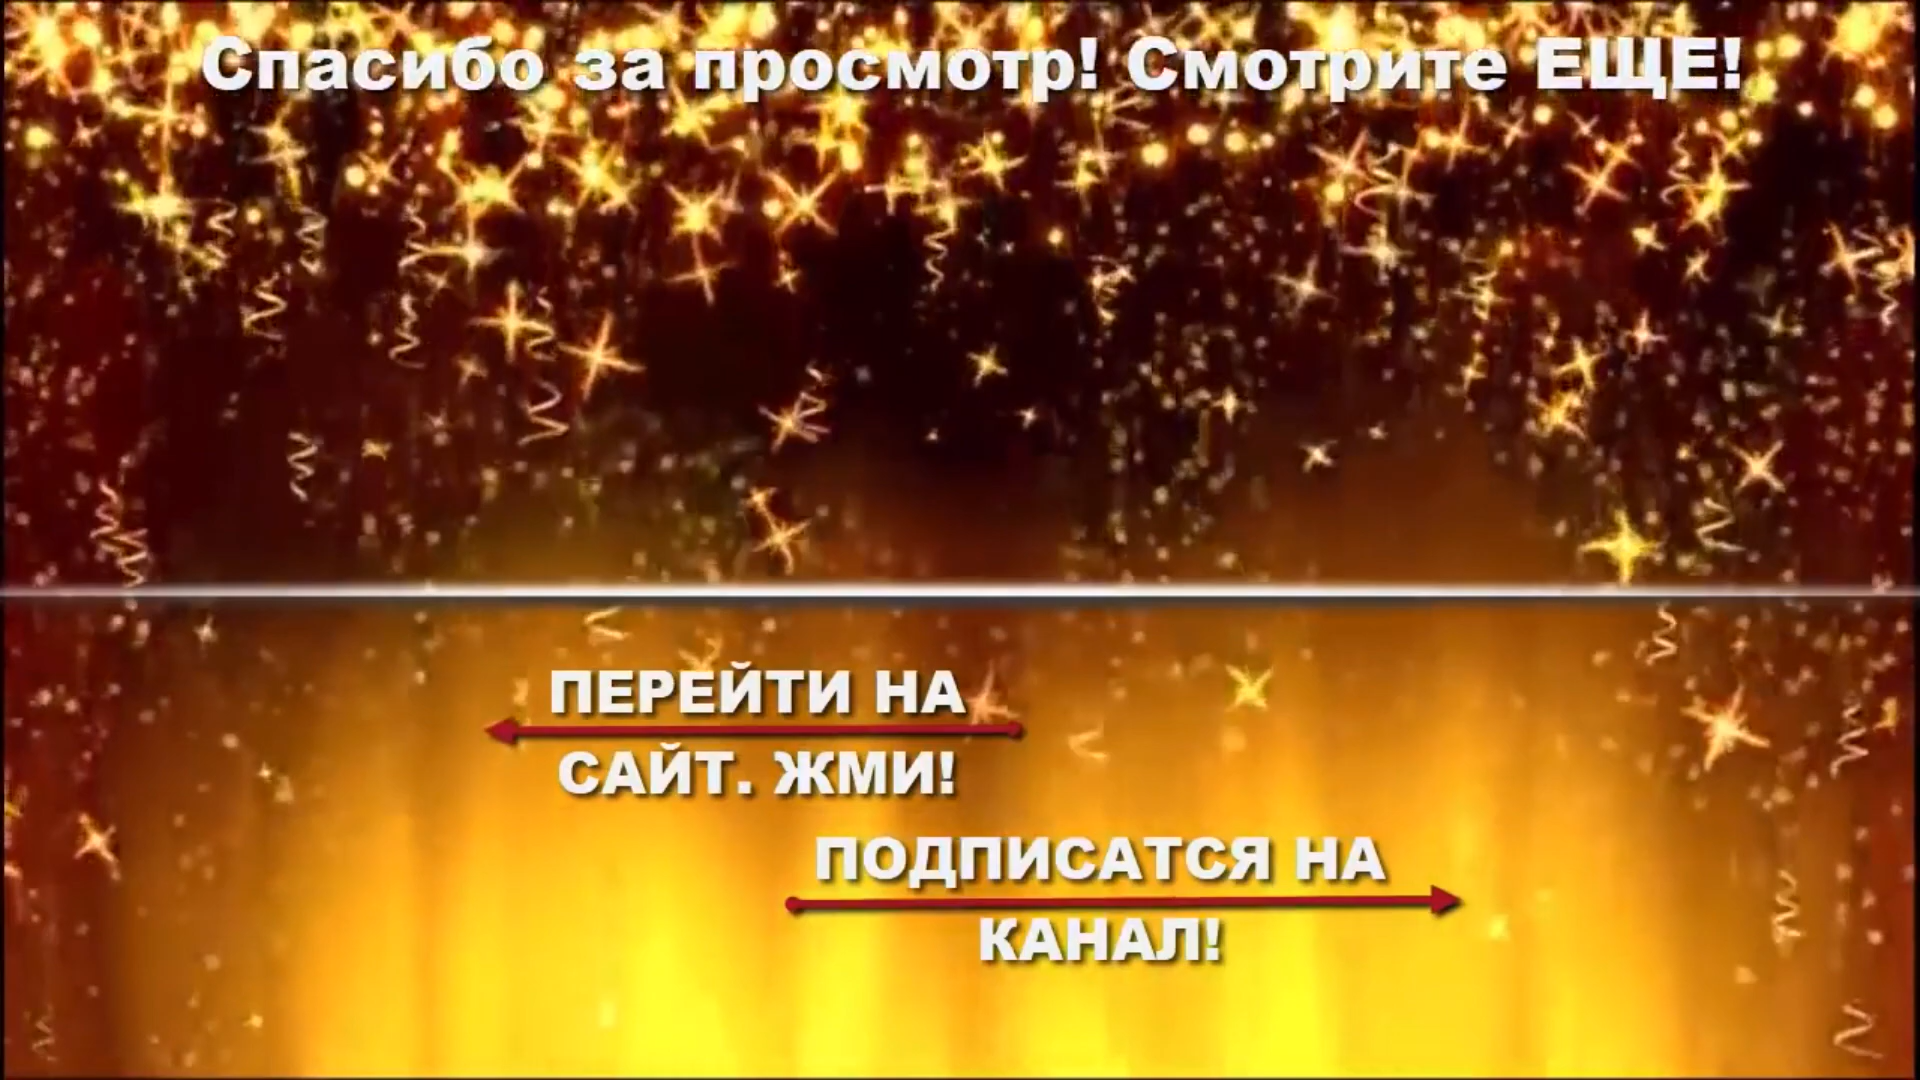 Спасибо за просмотр! Смотрите ЕЩЕ!
ПЕРЕЙТИ НА
САЙТ. ЖМИ!
ПОДПИСАТСЯ НА
КАНАЛ!